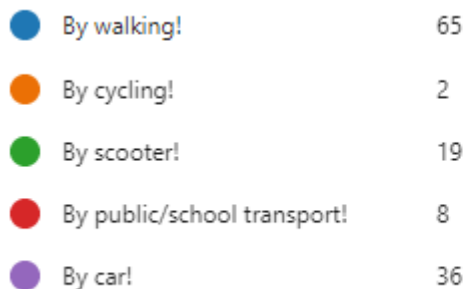 By walking! 65
By cycling! 2
By scooter! 19
By public/school transport! 8
By car! 36